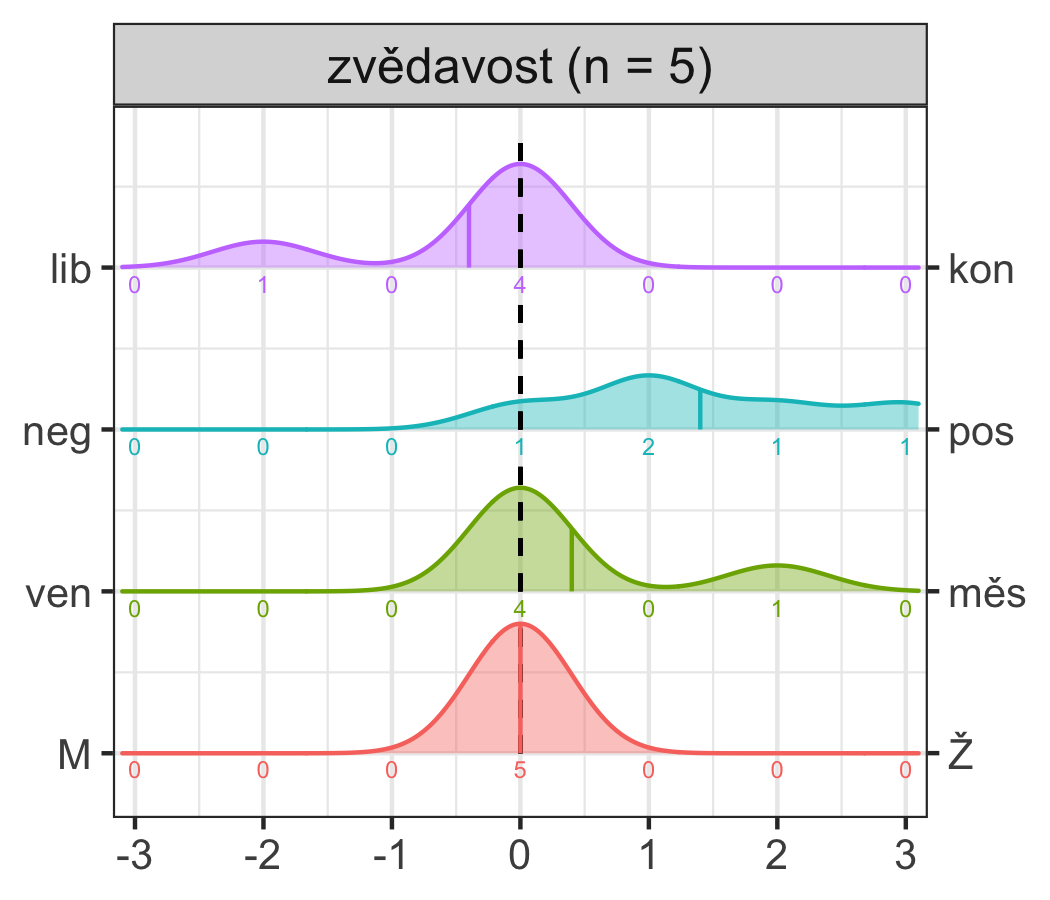 zvědavost (n = 5)
lib kon
0 1 0 4 0 0 0
neg pos
0 0 0 1 2 1 1
ven měs
0 0 0 4 0 1 0
M Ž
0 0 0 5 0 0 0
-3 -2 -1 0 1 2 3